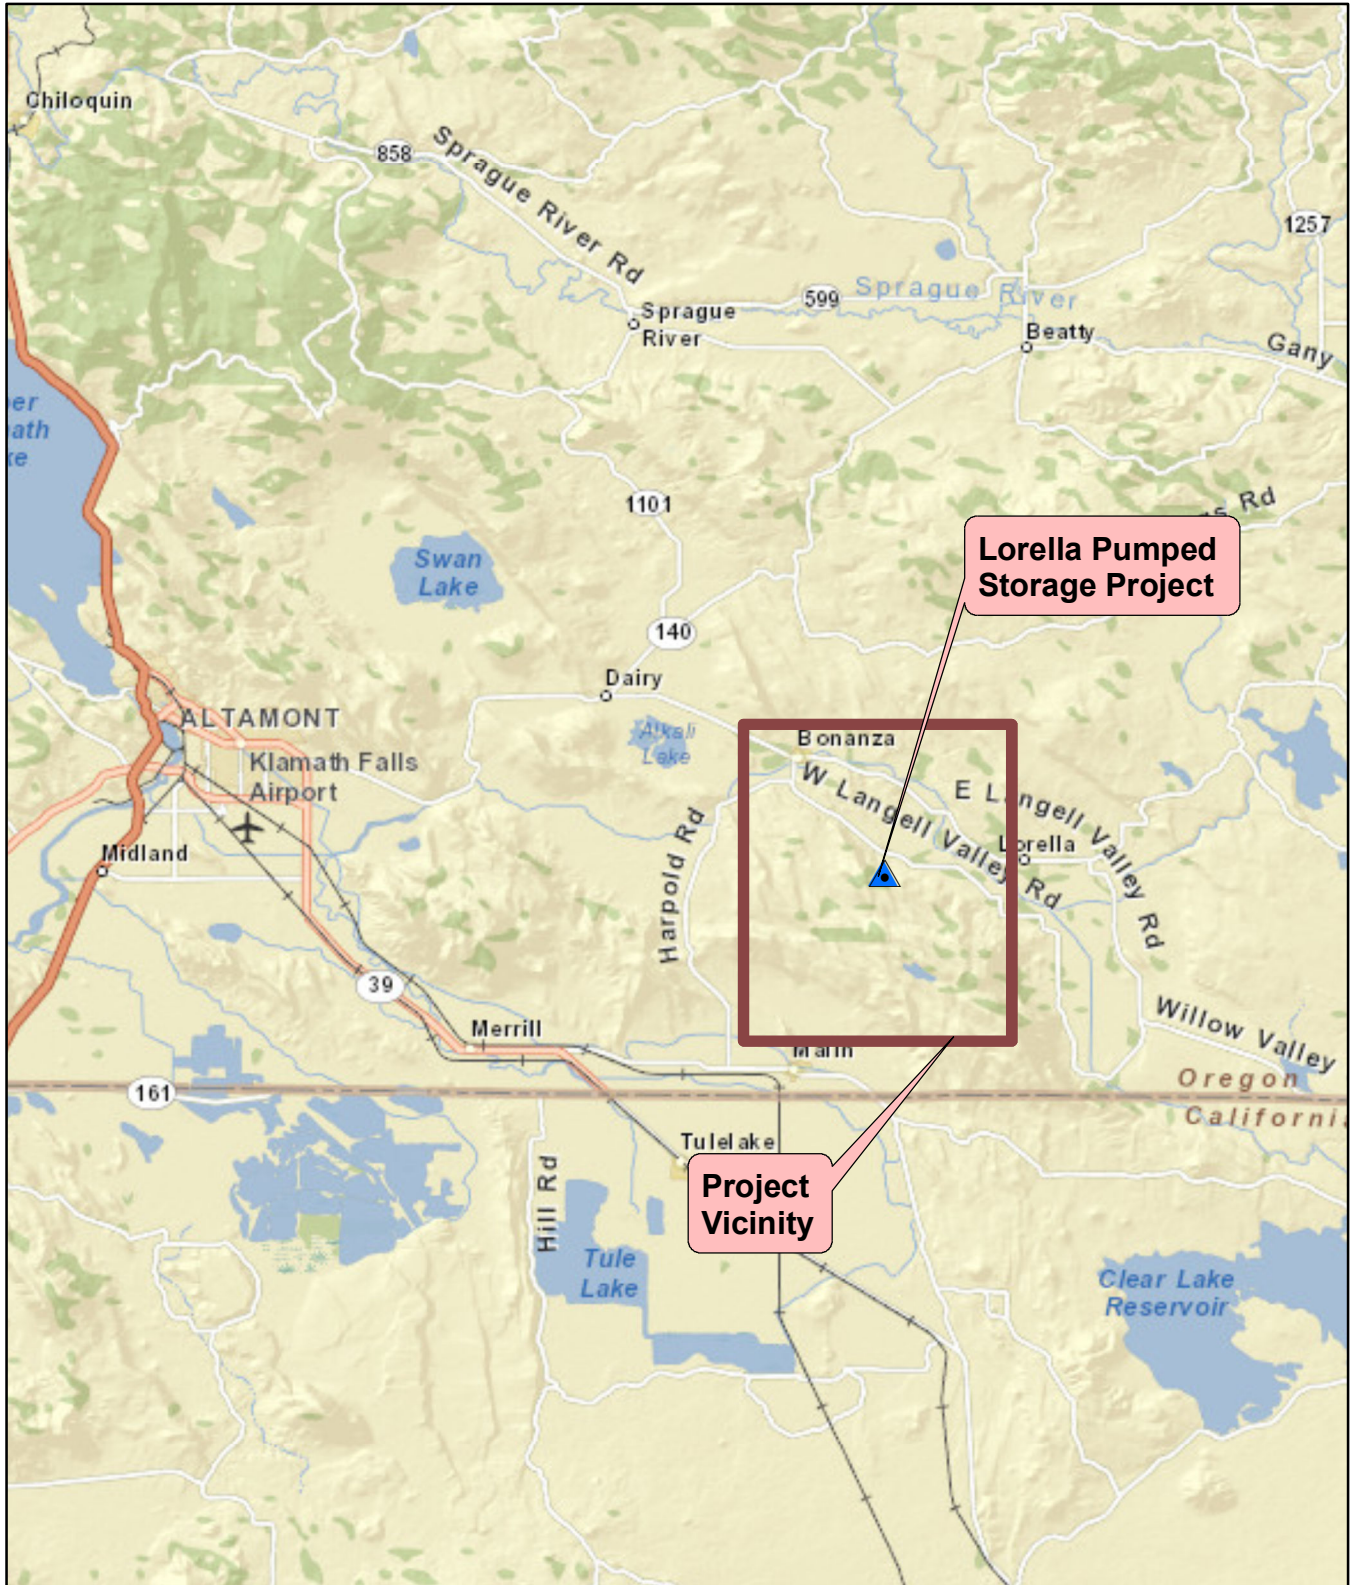 Chiloquin
858
Sprague River Rd
1257
Sprague River
599
Sprague
River
Beatty
Gany
1101
Rd
Swan
Lake
Lorella Pumped
Storage Project
140
Dairy
ALTAMONT
Alkali
Lake
Bonanza
Klamath Falls
Airport
W Langell Valley Rd
E Langell Valley Rd
Harpold Rd
Lorella
Midland
39
Merrill
Malin
Willow Valley
161
Oregon
California
Tulelake
Project
Vicinity
Hill Rd
Tule
Lake
Clear Lake
Reservoir